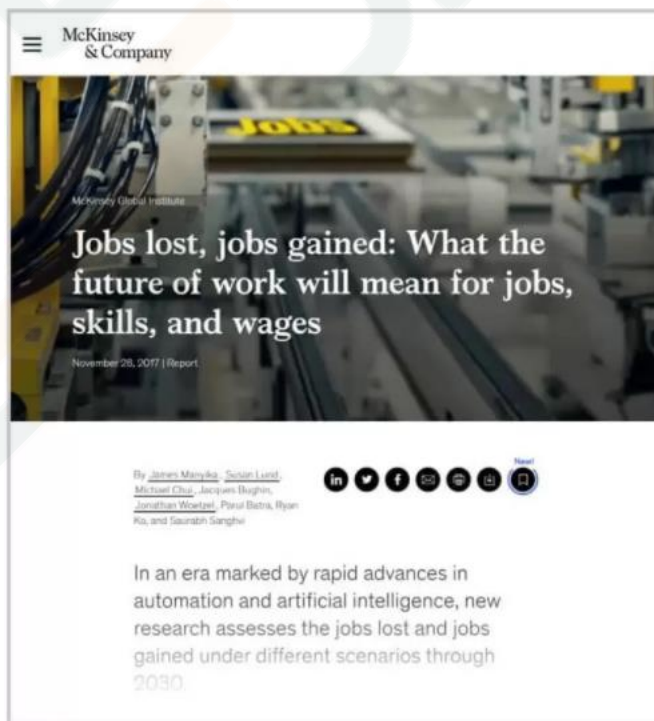 McKinsey
& Company
Jobs
McKinsey Global Institute
Jobs lost, jobs gained: What the
future of work will mean for jobs,
skills, and wages
November 28, 2017 | Report
By James Manyika, Susan Lund,
Michael Chui, Jacques Bughin,
Jonathan Woetzel, Parul Batra, Ryan
Ko, and Saurabh Sanghvi
New!
In an era marked by rapid advances in
automation and artificial intelligence, new
research assesses the jobs lost and jobs
gained under different scenarios through
2030.